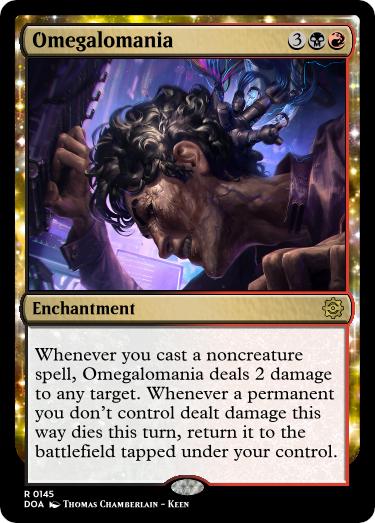 Omegalomania 3
Enchantment
Whenever you cast a noncreature
spell, Omegalomania deals 2 damage
to any target. Whenever a permanent
you don't control dealt damage this
way dies this turn, return it to the
battlefield tapped under your control.
R 0145
DOA Thomas Chamberlain – Keen